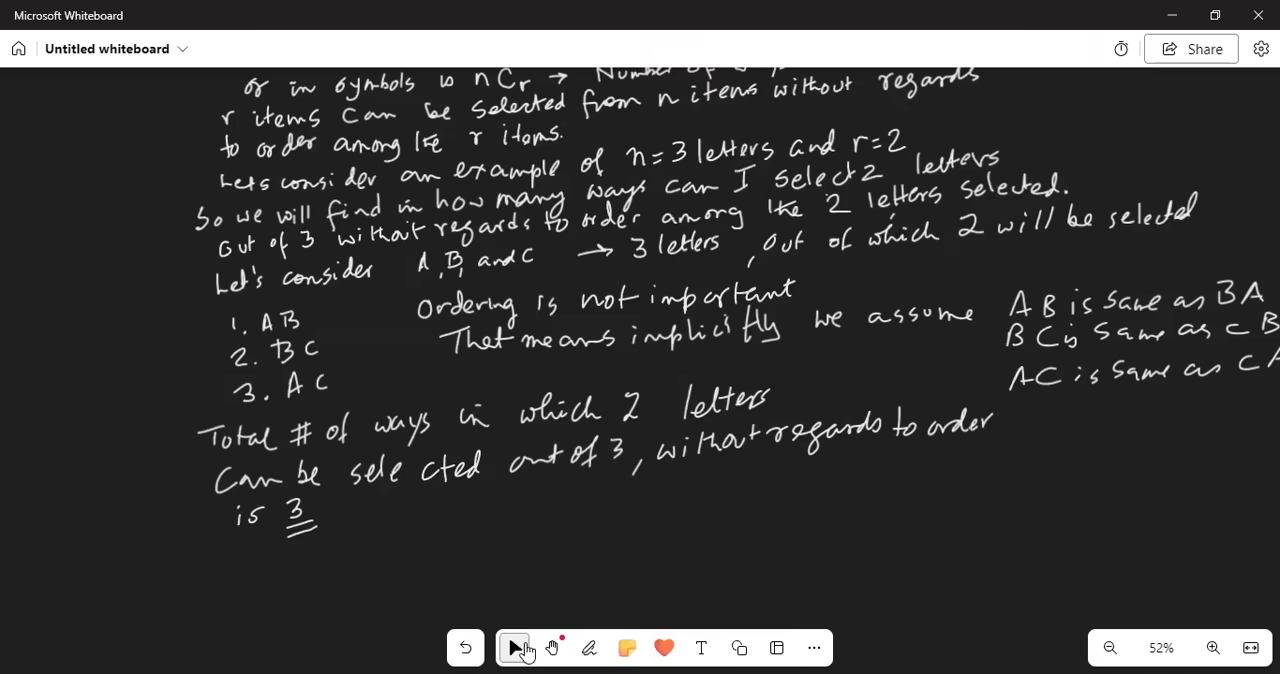 Microsoft Whiteboard
Untitled whiteboard
Share
or in symbols is nCr → Number of
r items can be selected from n items without regards
to order among the r items.
Lets consider an example of n=3 letters and r=2
So we will find in how many ways can I select 2 letters
out of 3 without regards to order among the 2 letters selected.
Let's consider A, B, and C → 3 letters, out of which 2 will be selected
Ordering is not important
1. AB
That means implicitly we assume AB is same as BA
2. BC
BC is same as CB
3. AC
AC is same as CA
Total # of ways in which 2 letters
Can be selected out of 3, without regards to order
is 3
52%